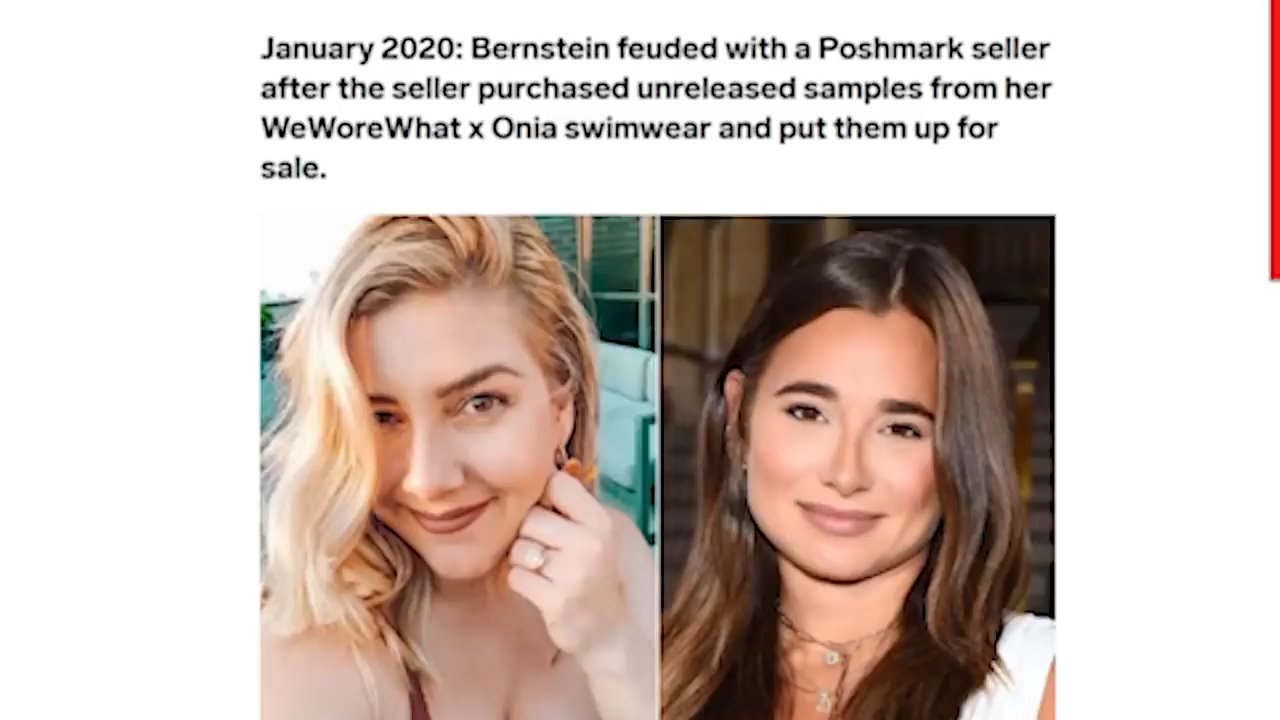 January 2020: Bernstein feuded with a Poshmark seller
after the seller purchased unreleased samples from her
WeWoreWhat x Onia swimwear and put them up for
sale.